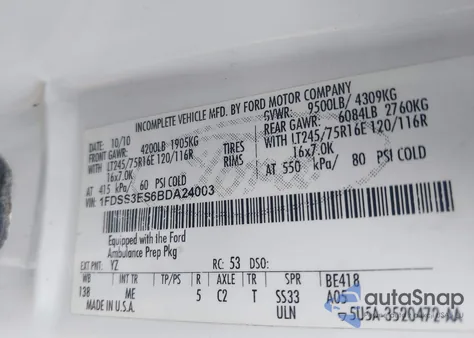 INCOMPLETE VEHICLE MFD. BY FORD MOTOR COMPANY
DATE: 10/10 GVWR: 9500LB/ 4309KG
FRONT GAWR: 4200LB 1905KG REAR GAWR: 6084LB 2760KG
WITH LT245/75R16E 120/116R TIRES WITH LT245/75R16E 120/116R
16x7.0K RIMS 16x7.0K
AT 415 kPa/ 60 PSI COLD AT 550 kPa/ 80 PSI COLD
VIN: 1FDSS3ES6BDA24003
Ford
Equipped with the Ford
Ambulance Prep Pkg
EXT PNT: YZ RC: 53 DSO:
WB INT TR TP/PS R AXLE TR SPR BE418
138 ME 5 C2 T SS33 A05
MADE IN U.S.A. ULN 5U5A-3520472-AA
autoSnap